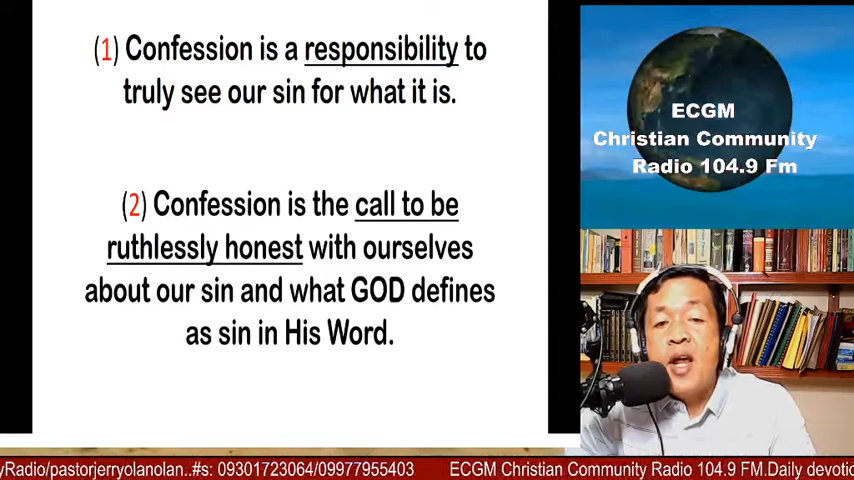 (1) Confession is a responsibility to
truly see our sin for what it is.
(2) Confession is the call to be
ruthlessly honest with ourselves
about our sin and what GOD defines
as sin in His Word.
ECGM
Christian Community
Radio 104.9 Fm
yRadio/pastorjerryolanolan..#s: 09301723064/09977955403 ECGM Christian Community Radio 104.9 FM.Daily devotio